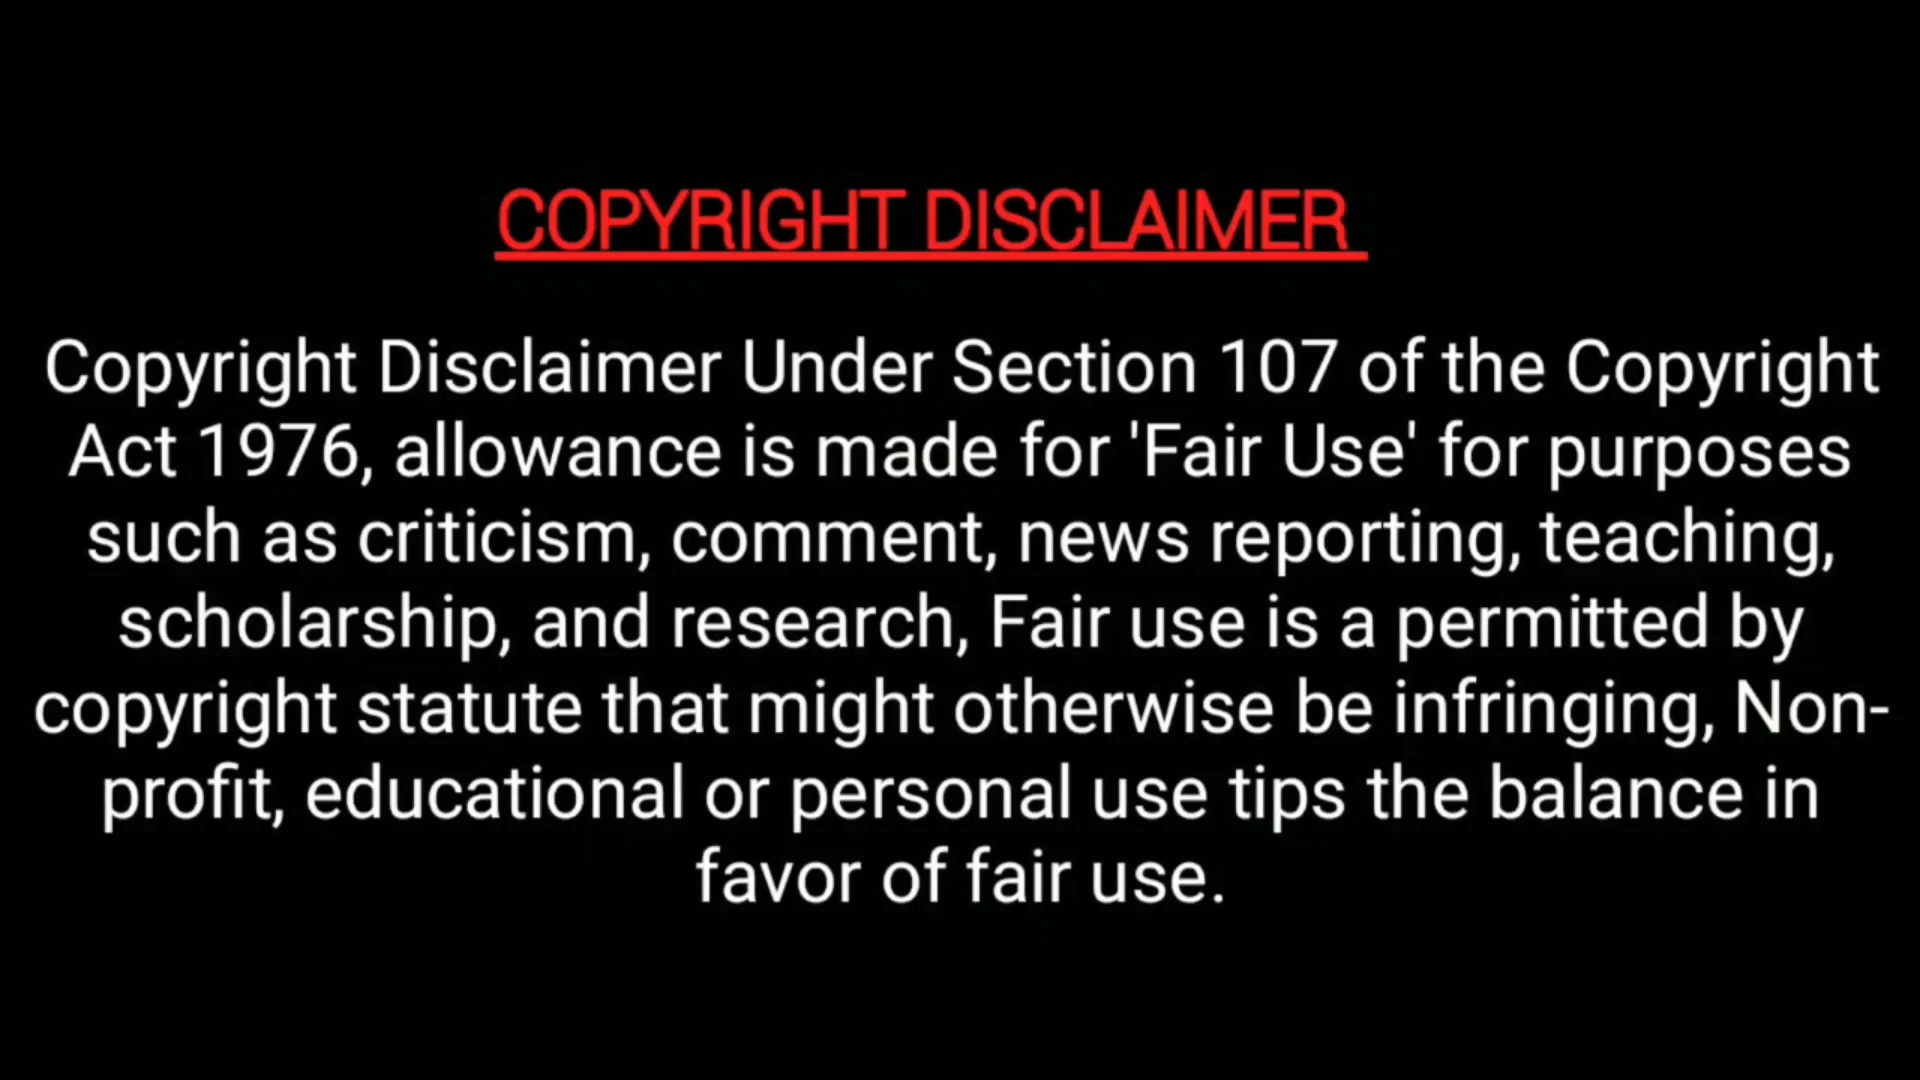 COPYRIGHT DISCLAIMER
Copyright Disclaimer Under Section 107 of the Copyright
Act 1976, allowance is made for 'Fair Use' for purposes
such as criticism, comment, news reporting, teaching,
scholarship, and research, Fair use is a permitted by
copyright statute that might otherwise be infringing, Non-
profit, educational or personal use tips the balance in
favor of fair use.